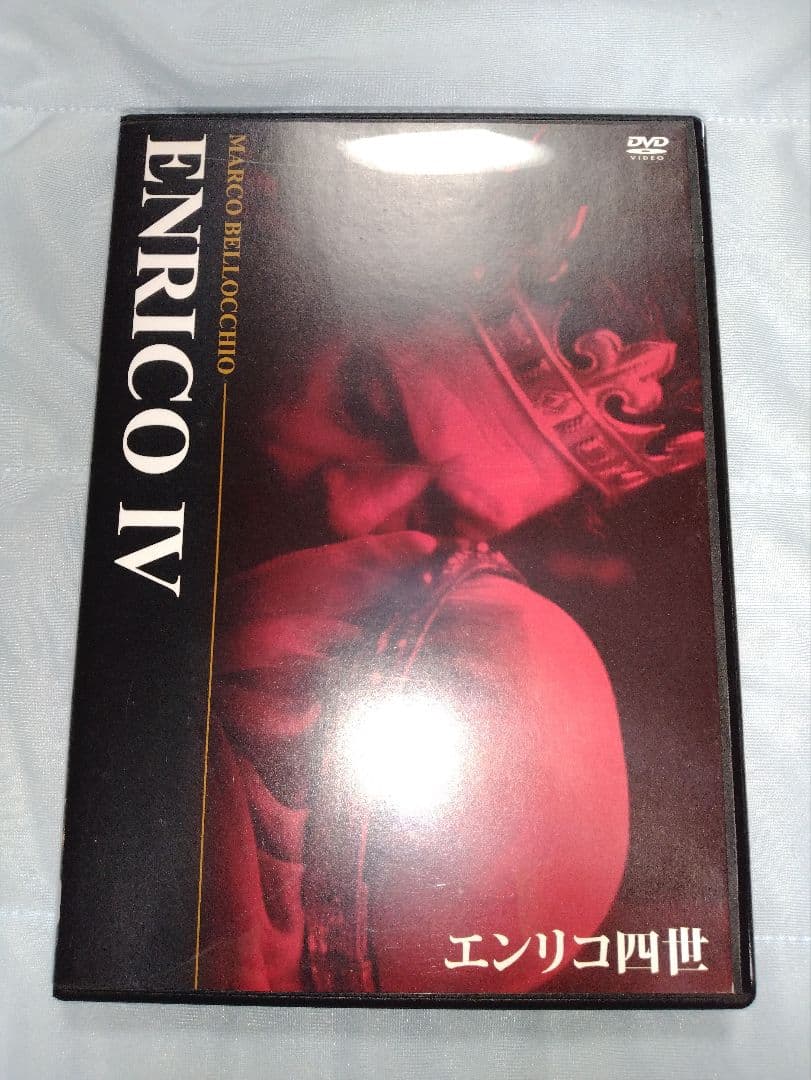 ENRICO IV
MARCO BELLOCCHIO
DVD
VIDEO
エンリコ四世